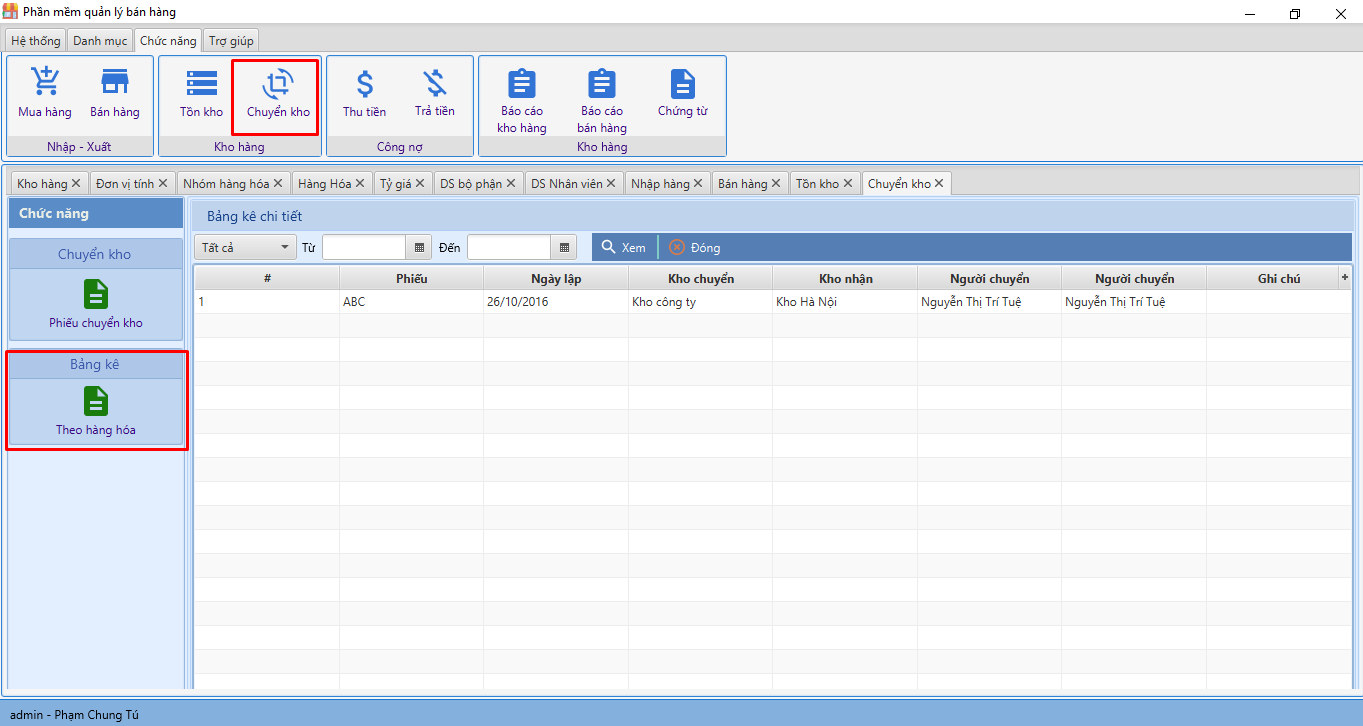 Phần mềm quản lý bán hàng
Hệ thống Danh mục Chức năng Trợ giúp
Mua hàng Bán hàng Tồn kho Chuyển kho Thu tiền Trả tiền Báo cáo kho hàng Báo cáo bán hàng Chứng từ
Nhập - Xuất Kho hàng Công nợ Kho hàng
Kho hàng Đơn vị tính Nhóm hàng hóa Hàng Hóa Tỷ giá DS bộ phận DS Nhân viên Nhập hàng Bán hàng Tồn kho Chuyển kho
Chức năng
Chuyển kho
Phiếu chuyển kho
Bảng kê
Theo hàng hóa
Bảng kê chi tiết
Tất cả Từ Đến Xem Đóng
# Phiếu Ngày lập Kho chuyển Kho nhận Người chuyển Người chuyển Ghi chú +
1 ABC 26/10/2016 Kho công ty Kho Hà Nội Nguyễn Thị Trí Tuệ Nguyễn Thị Trí Tuệ
admin - Phạm Chung Tú